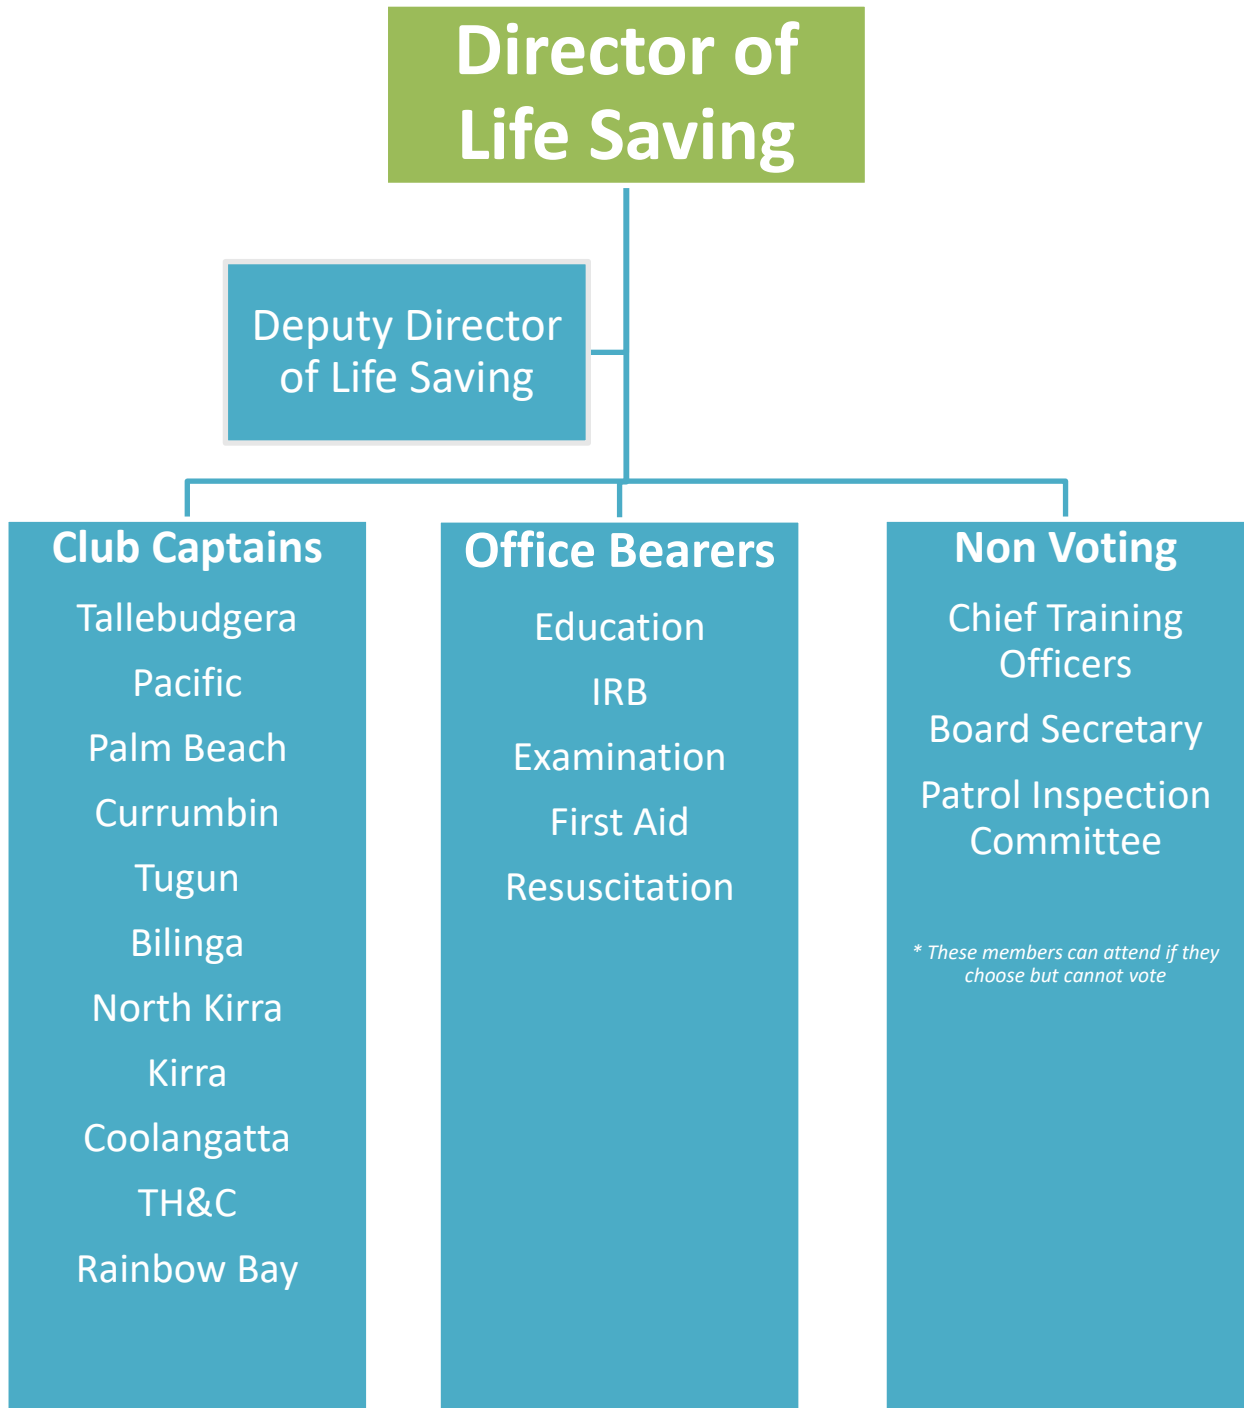 Director of
Life Saving
Deputy Director
of Life Saving
Club Captains
Tallebudgera
Pacific
Palm Beach
Currumbin
Tugun
Bilinga
North Kirra
Kirra
Coolangatta
TH&C
Rainbow Bay
Office Bearers
Education
IRB
Examination
First Aid
Resuscitation
Non Voting
Chief Training
Officers
Board Secretary
Patrol Inspection
Committee
* These members can attend if they
choose but cannot vote